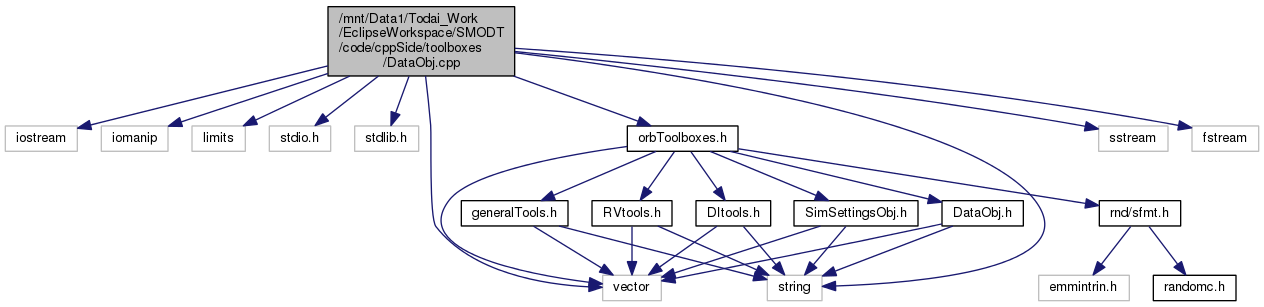 /mnt/Data1/Todai_Work
/EclipseWorkspace/SMODT
/code/cppSide/toolboxes
/DataObj.cpp
iostream
iomanip
limits
stdio.h
stdlib.h
orbToolboxes.h
sstream
fstream
generalTools.h
RVtools.h
DItools.h
SimSettingsObj.h
DataObj.h
rnd/sfmt.h
vector
string
emmintrin.h
randomc.h